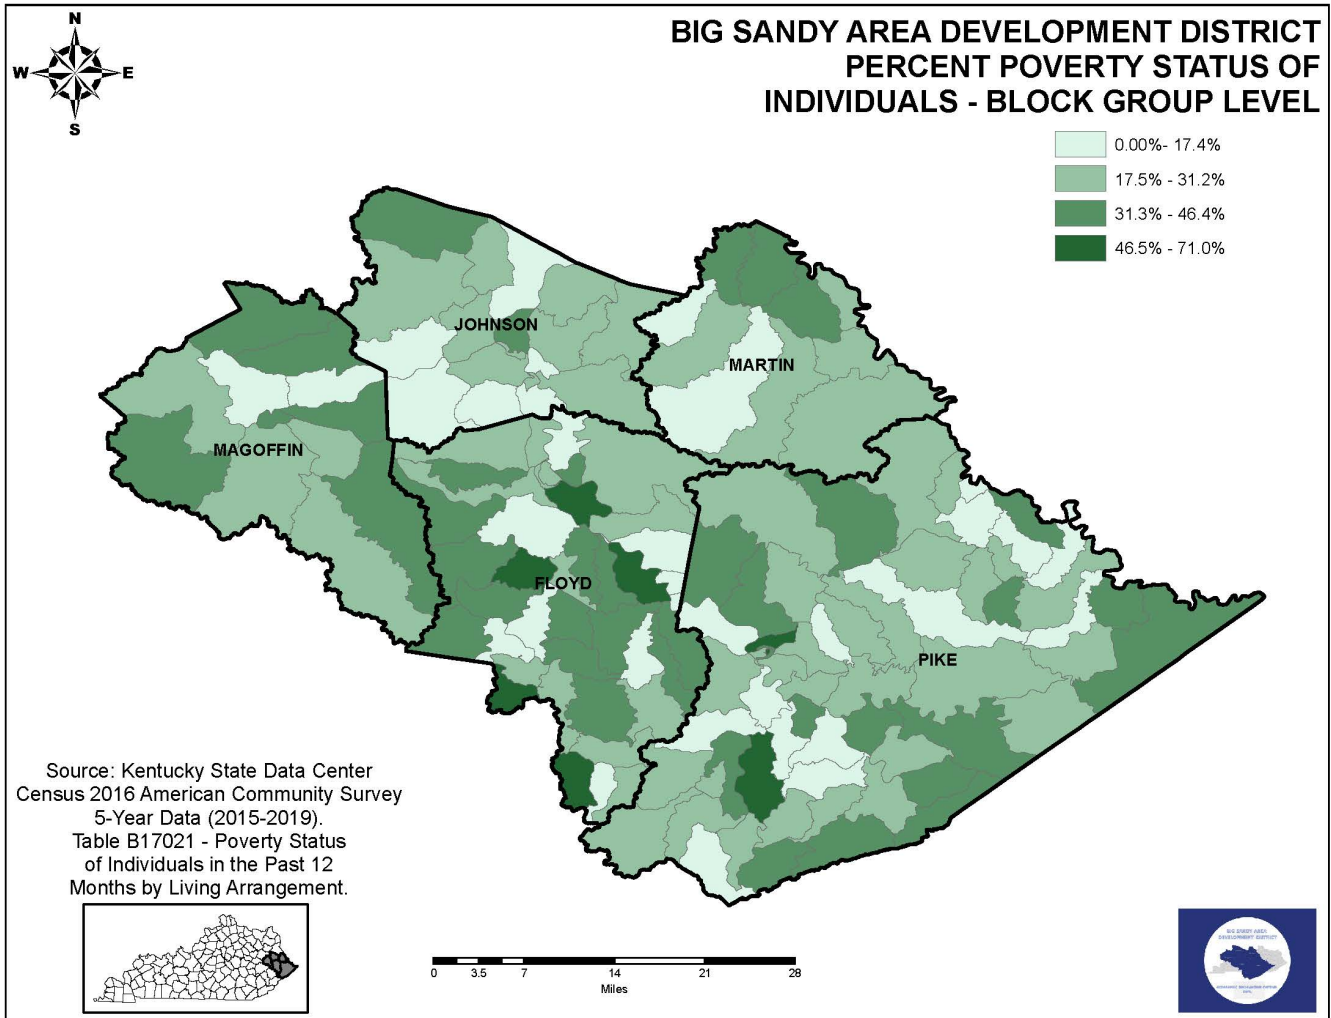 N
W E
S
BIG SANDY AREA DEVELOPMENT DISTRICT
PERCENT POVERTY STATUS OF
INDIVIDUALS - BLOCK GROUP LEVEL
0.00%- 17.4%
17.5% - 31.2%
31.3% - 46.4%
46.5% - 71.0%
JOHNSON
MARTIN
MAGOFFIN
FLOYD
PIKE
Source: Kentucky State Data Center
Census 2016 American Community Survey
5-Year Data (2015-2019).
Table B17021 - Poverty Status
of Individuals in the Past 12
Months by Living Arrangement.
0 3.5 7 14 21 28
Miles
BIG SANDY AREA
DEVELOPMENT DISTRICT